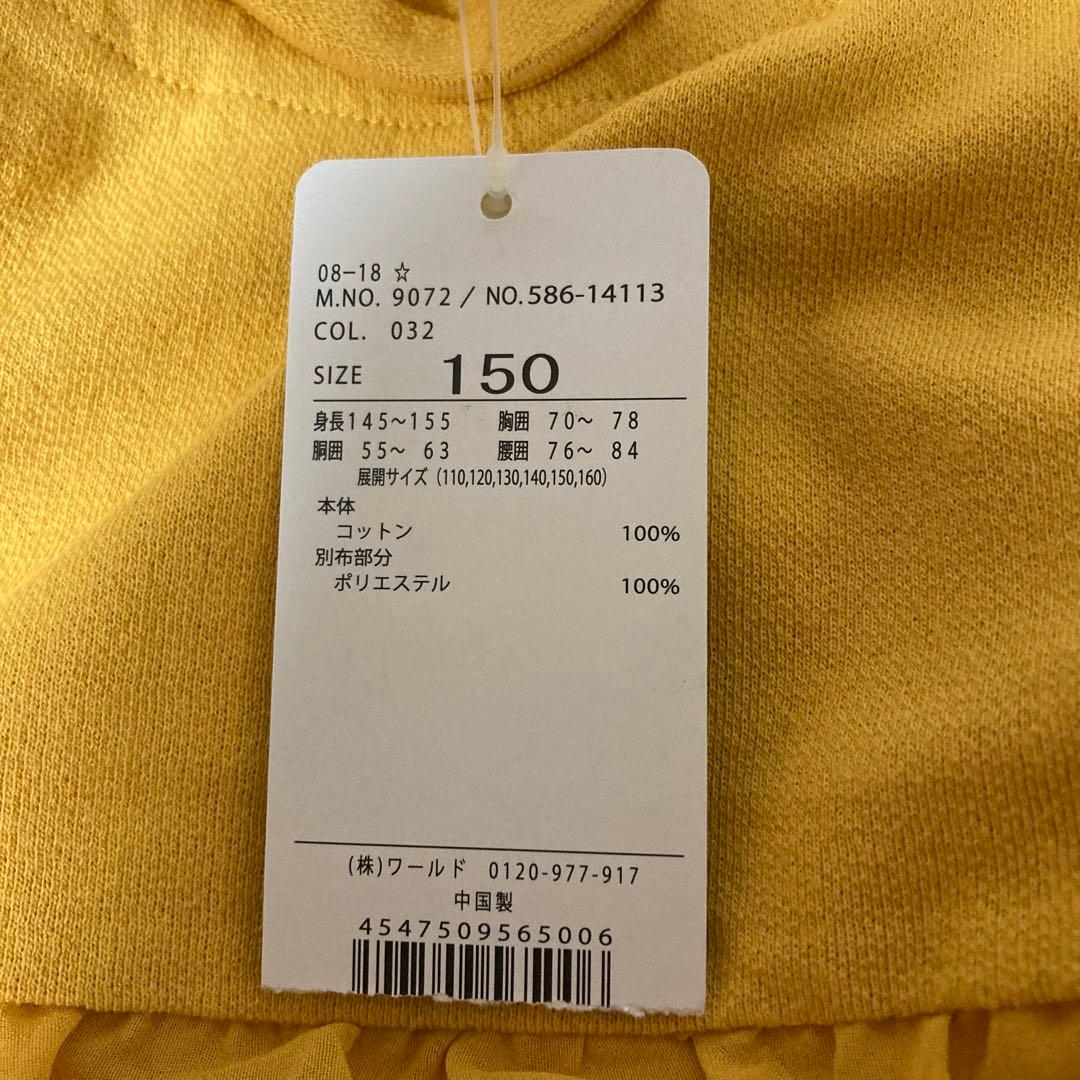 08-18 ☆
M.NO. 9072 / NO.586-14113
COL. 032
SIZE 150
身長145~155 胸囲 70~ 78
胴囲 55~ 63 腰囲 76~ 84
展開サイズ(110,120,130,140,150,160)
本体
コットン 100%
別布部分
ポリエステル 100%
(株)ワールド 0120-977-917
中国製
4547509565006